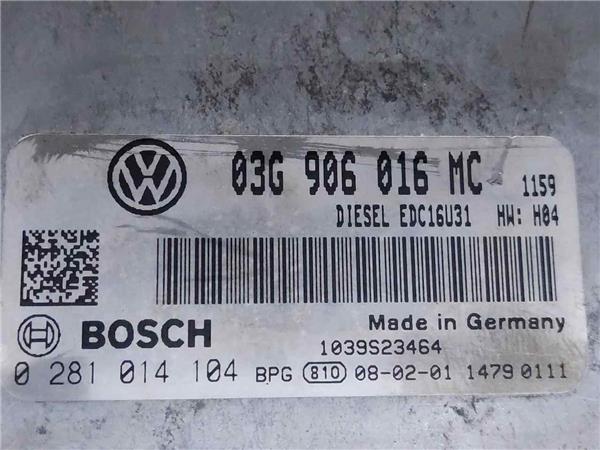 03G 906 016 MC 1159
DIESEL EDC16U31 HW: H04
Made in Germany
BOSCH
1039S23464
0 281 014 104 BPG 810 08-02-01 1479 0111